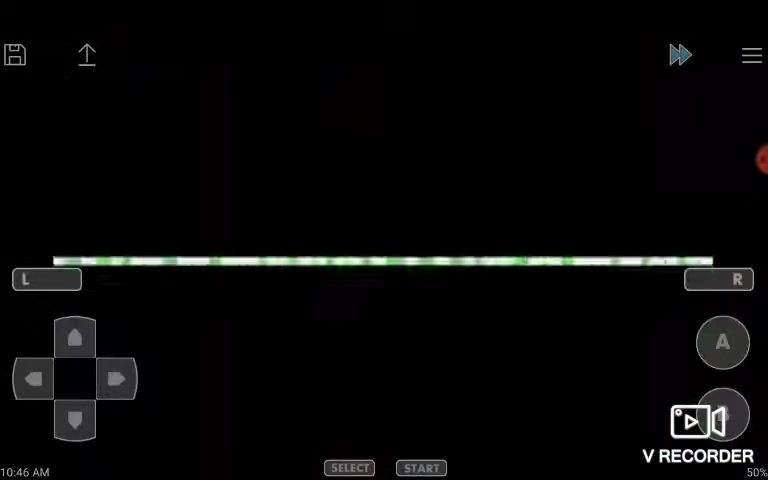 L
R
A
V RECORDER
SELECT
START
10:46 AM
50%